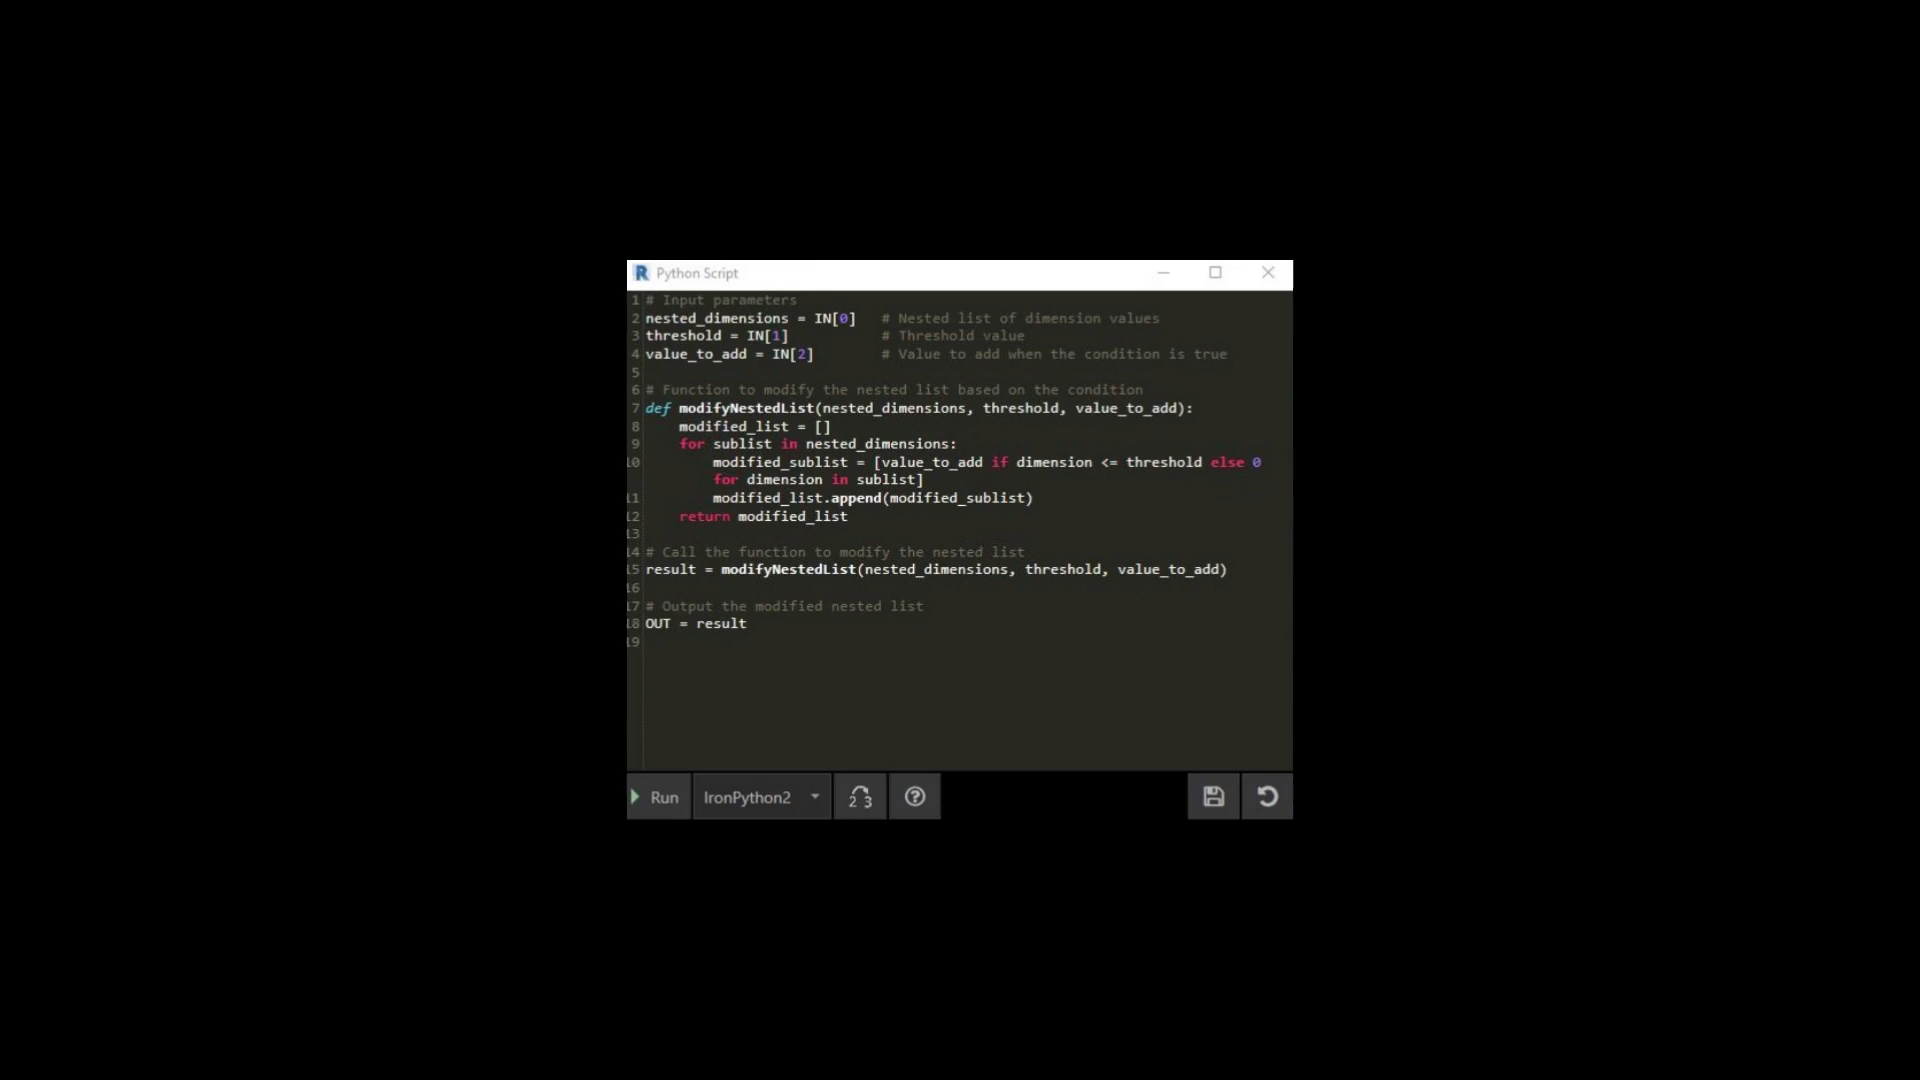 R Python Script
1 # Input parameters
2 nested_dimensions = IN[0]   # Nested list of dimension values
3 threshold = IN[1]           # Threshold value
4 value_to_add = IN[2]        # Value to add when the condition is true
5
6 # Function to modify the nested list based on the condition
7 def modifyNestedList(nested_dimensions, threshold, value_to_add):
8     modified_list = []
9     for sublist in nested_dimensions:
10         modified_sublist = [value_to_add if dimension <= threshold else 0
        for dimension in sublist]
11         modified_list.append(modified_sublist)
12     return modified_list
13
14 # Call the function to modify the nested list
15 result = modifyNestedList(nested_dimensions, threshold, value_to_add)
16
17 # Output the modified nested list
18 OUT = result
19
Run IronPython2 2 3 ?